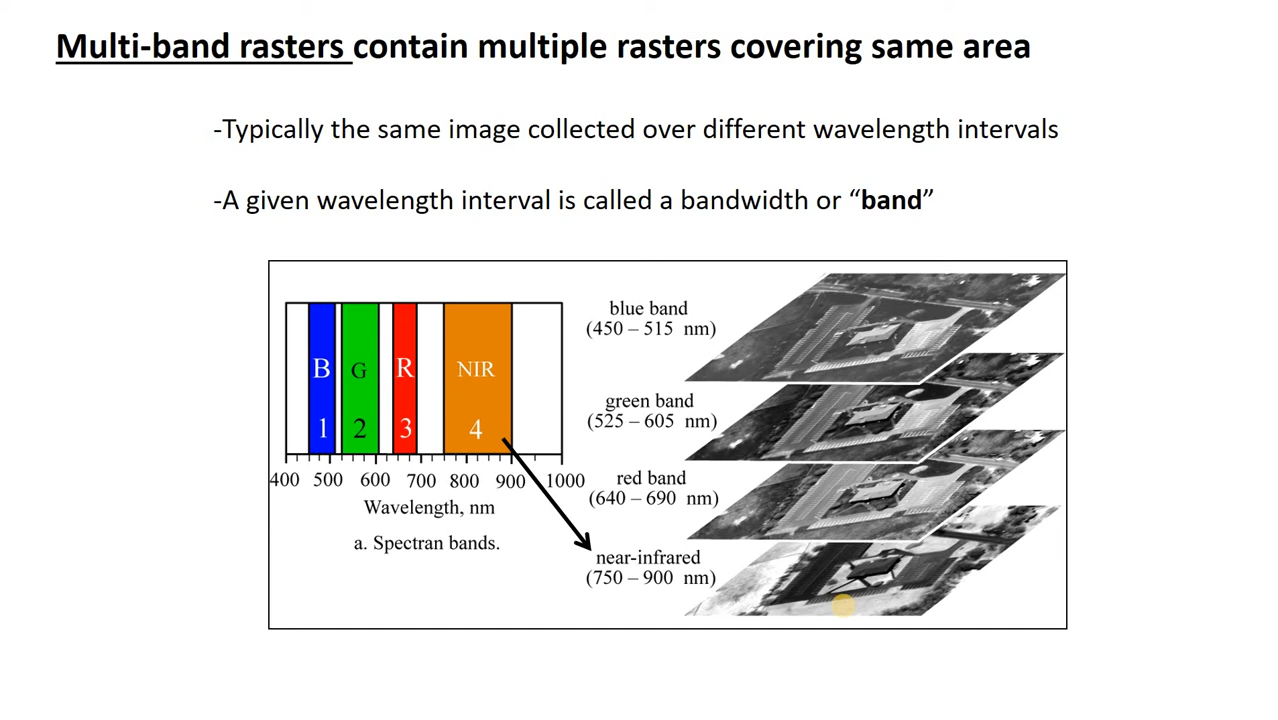 Multi-band rasters contain multiple rasters covering same area
-Typically the same image collected over different wavelength intervals
-A given wavelength interval is called a bandwidth or “band”
B
G
R
NIR
1
2
3
4
400 500 600 700 800 900 1000
Wavelength, nm
a. Spectran bands.
blue band
(450 – 515 nm)
green band
(525 – 605 nm)
red band
(640 – 690 nm)
near-infrared
(750 – 900 nm)